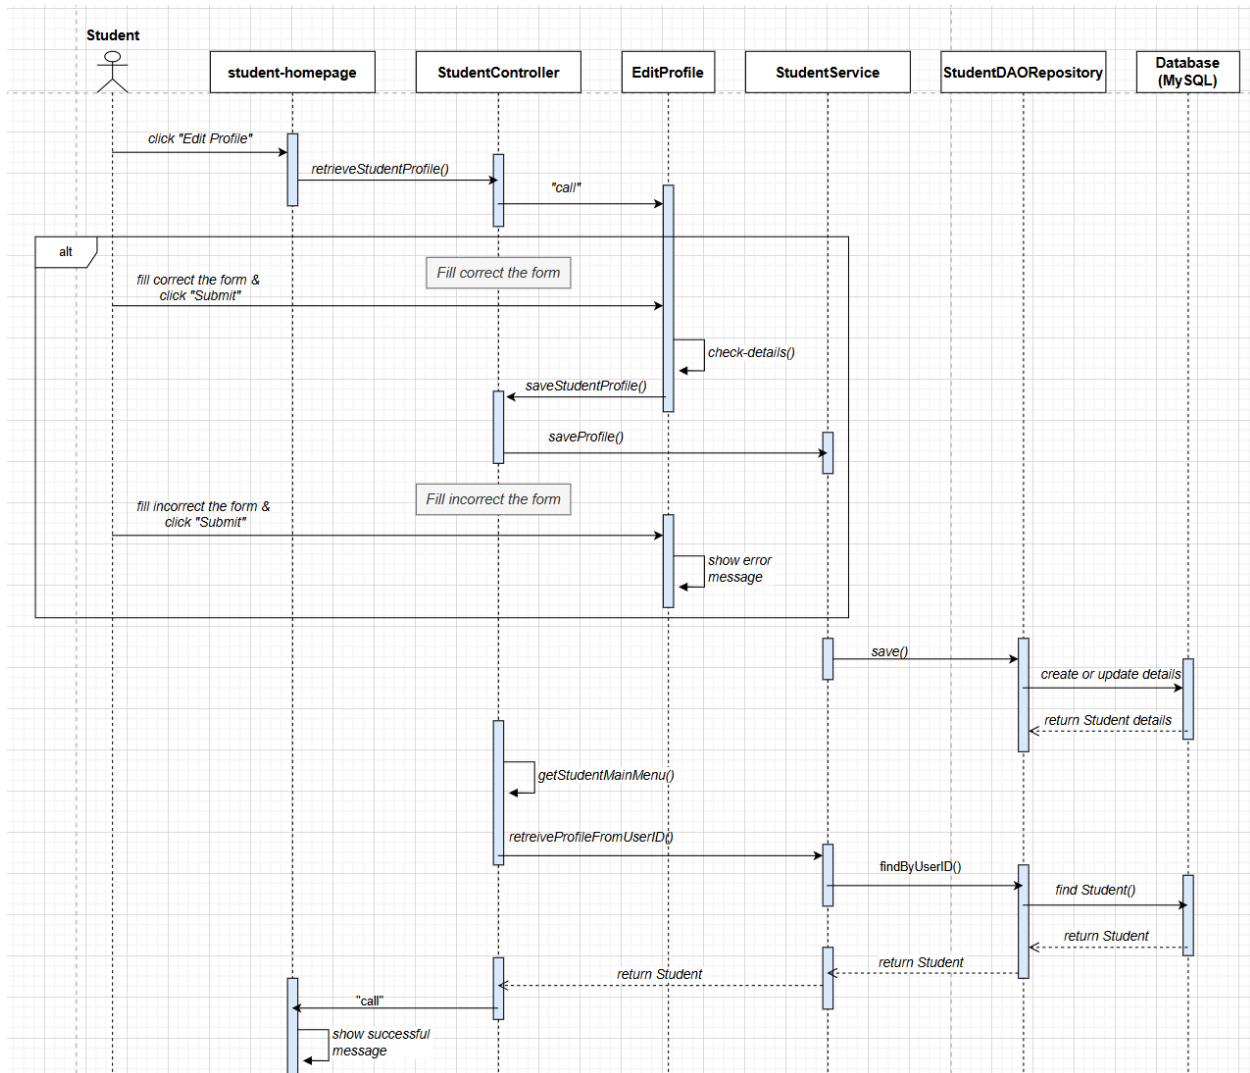 Student
student-homepage
StudentController
EditProfile
StudentService
StudentDAORepository
Database
(MySQL)
click "Edit Profile"
retrieveStudentProfile()
"call"
alt
fill correct the form &
click "Submit"
Fill correct the form
check-details()
saveStudentProfile()
saveProfile()
fill incorrect the form &
click "Submit"
Fill incorrect the form
show error
message
save()
create or update details
return Student details
getStudentMainMenu()
retreiveProfileFromUserID()
findByUserID()
find Student()
return Student
return Student
return Student
"call"
show successful
message